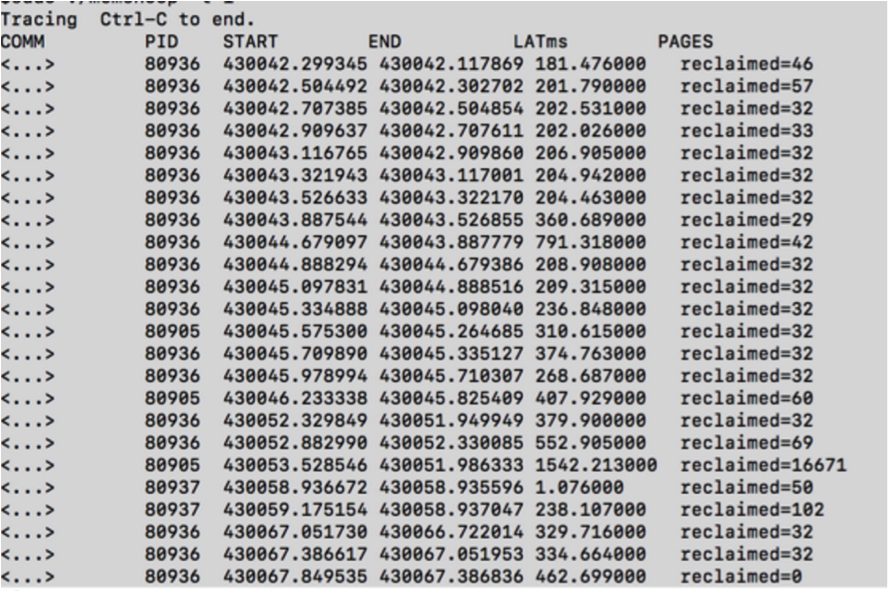 Tracing Ctrl-C to end.
COMM PID START END LATms PAGES
<...> 80936 430042.299345 430042.117869 181.476000 reclaimed=46
<...> 80936 430042.504492 430042.302702 201.790000 reclaimed=57
<...> 80936 430042.707385 430042.504854 202.531000 reclaimed=32
<...> 80936 430042.909637 430042.707611 202.026000 reclaimed=33
<...> 80936 430043.116765 430042.909860 206.905000 reclaimed=32
<...> 80936 430043.321943 430043.117001 204.942000 reclaimed=32
<...> 80936 430043.526633 430043.322170 204.463000 reclaimed=32
<...> 80936 430043.887544 430043.526855 360.689000 reclaimed=29
<...> 80936 430044.679097 430043.887779 791.318000 reclaimed=42
<...> 80936 430044.888294 430044.679386 208.908000 reclaimed=32
<...> 80936 430045.097831 430044.888516 209.315000 reclaimed=32
<...> 80936 430045.334888 430045.098040 236.848000 reclaimed=32
<...> 80905 430045.575300 430045.264685 310.615000 reclaimed=32
<...> 80936 430045.709890 430045.335127 374.763000 reclaimed=32
<...> 80936 430045.978994 430045.710307 268.687000 reclaimed=32
<...> 80905 430046.233338 430045.825409 407.929000 reclaimed=60
<...> 80936 430052.329849 430051.949949 379.900000 reclaimed=32
<...> 80936 430052.882990 430052.330085 552.905000 reclaimed=69
<...> 80905 430053.528546 430051.986333 1542.213000 reclaimed=16671
<...> 80937 430058.936672 430058.935596 1.076000 reclaimed=50
<...> 80937 430059.175154 430058.937047 238.107000 reclaimed=102
<...> 80936 430067.051730 430066.722014 329.716000 reclaimed=32
<...> 80936 430067.386617 430067.051953 334.664000 reclaimed=32
<...> 80936 430067.849535 430067.386836 462.699000 reclaimed=0